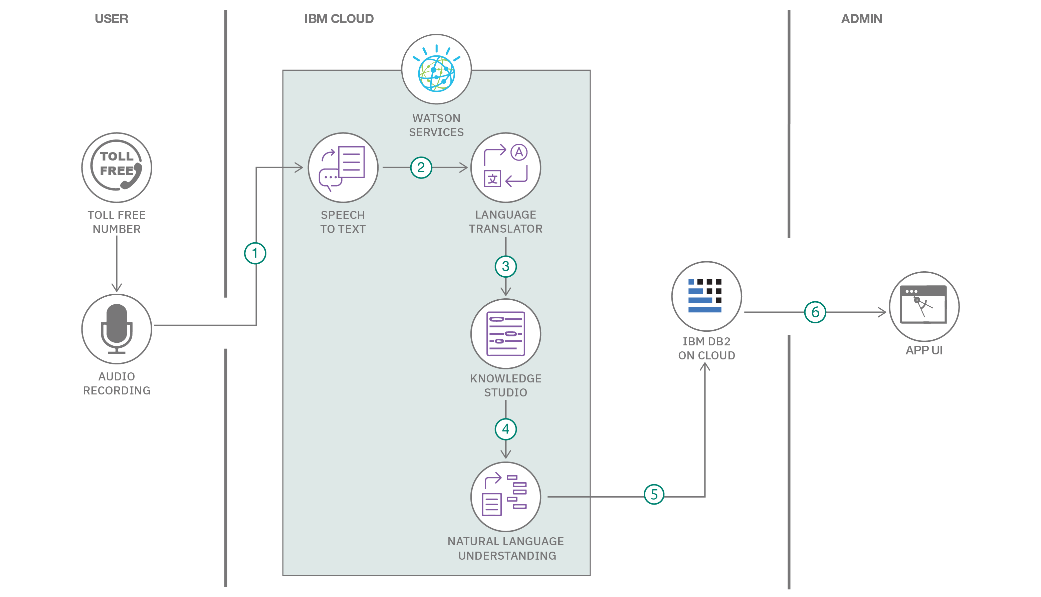 USER
IBM CLOUD
ADMIN
WATSON
SERVICES
TOLL
FREE
TOLL FREE
NUMBER
AUDIO
RECORDING
1
SPEECH
TO TEXT
2
A
文
LANGUAGE
TRANSLATOR
3
KNOWLEDGE
STUDIO
4
NATURAL LANGUAGE
UNDERSTANDING
5
IBM DB2
ON CLOUD
6
APP UI